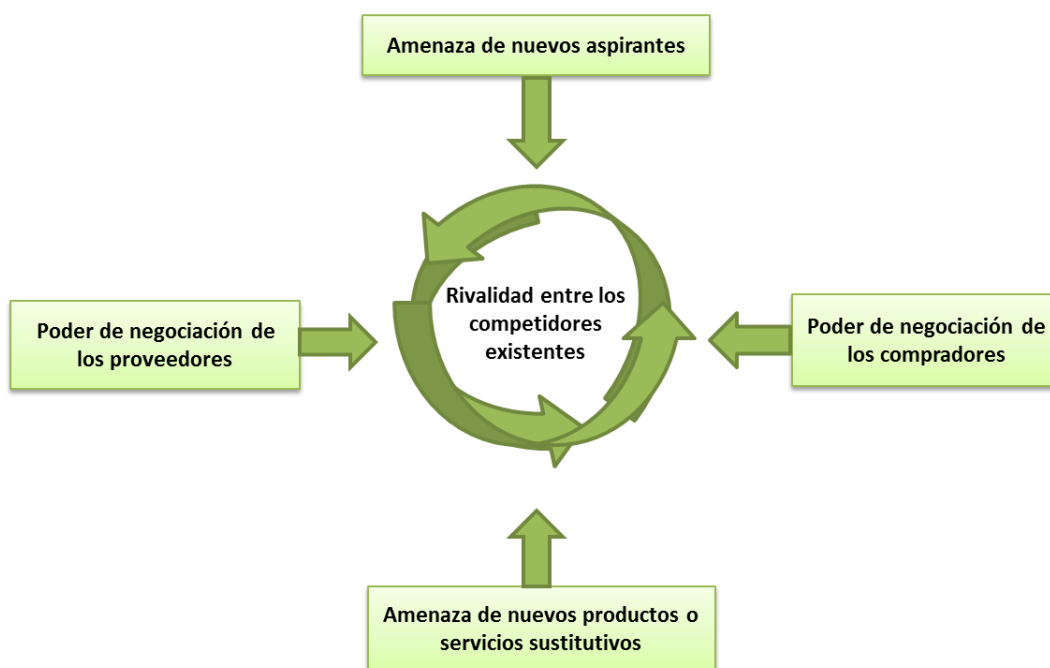 Amenaza de nuevos aspirantes
Rivalidad entre los
competidores
existentes
Poder de negociación de
los proveedores
Poder de negociación de
los compradores
Amenaza de nuevos productos o
servicios sustitutivos